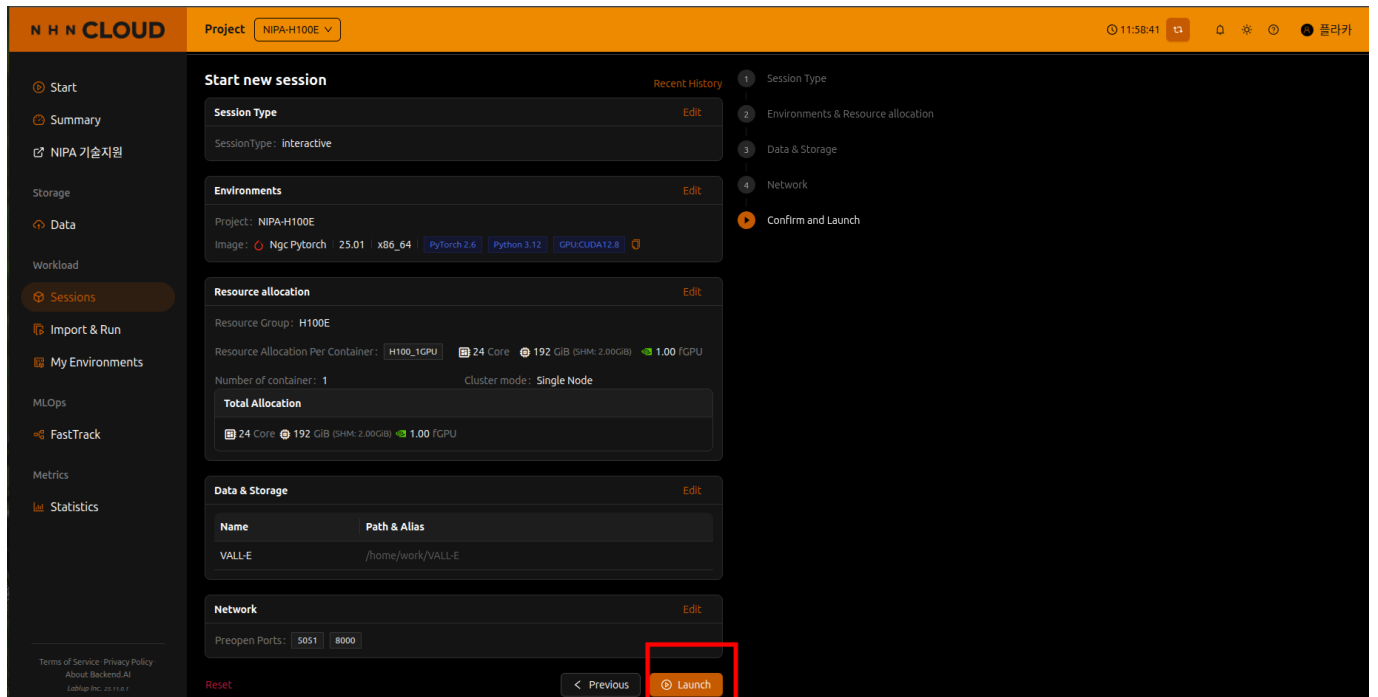 NHN CLOUD
Project NIPA-H100E
11:58:41
플라카
Start
Summary
NIPA 기술지원
Storage
Data
Workload
Sessions
Import & Run
My Environments
MLOps
FastTrack
Metrics
Statistics
Terms of Service · Privacy Policy ·
About Backend.AI
Lablup Inc. 25.11.0.1
Start new session
Recent History
Session Type Edit
SessionType: interactive
Environments Edit
Project: NIPA-H100E
Image: Ngc Pytorch 25.01 x86_64 PyTorch 2.6 Python 3.12 GPU:CUDA12.8
Resource allocation Edit
Resource Group: H100E
Resource Allocation Per Container: H100_1GPU 24 Core 192 GiB (SHM: 2.00GiB) 1.00 fGPU
Number of container: 1 Cluster mode: Single Node
Total Allocation
24 Core 192 GiB (SHM: 2.00GiB) 1.00 fGPU
Data & Storage Edit
Name Path & Alias
VALL-E /home/work/VALL-E
Network Edit
Preopen Ports: 5051 8000
Reset
Previous
Launch
1 Session Type
2 Environments & Resource allocation
3 Data & Storage
4 Network
Confirm and Launch